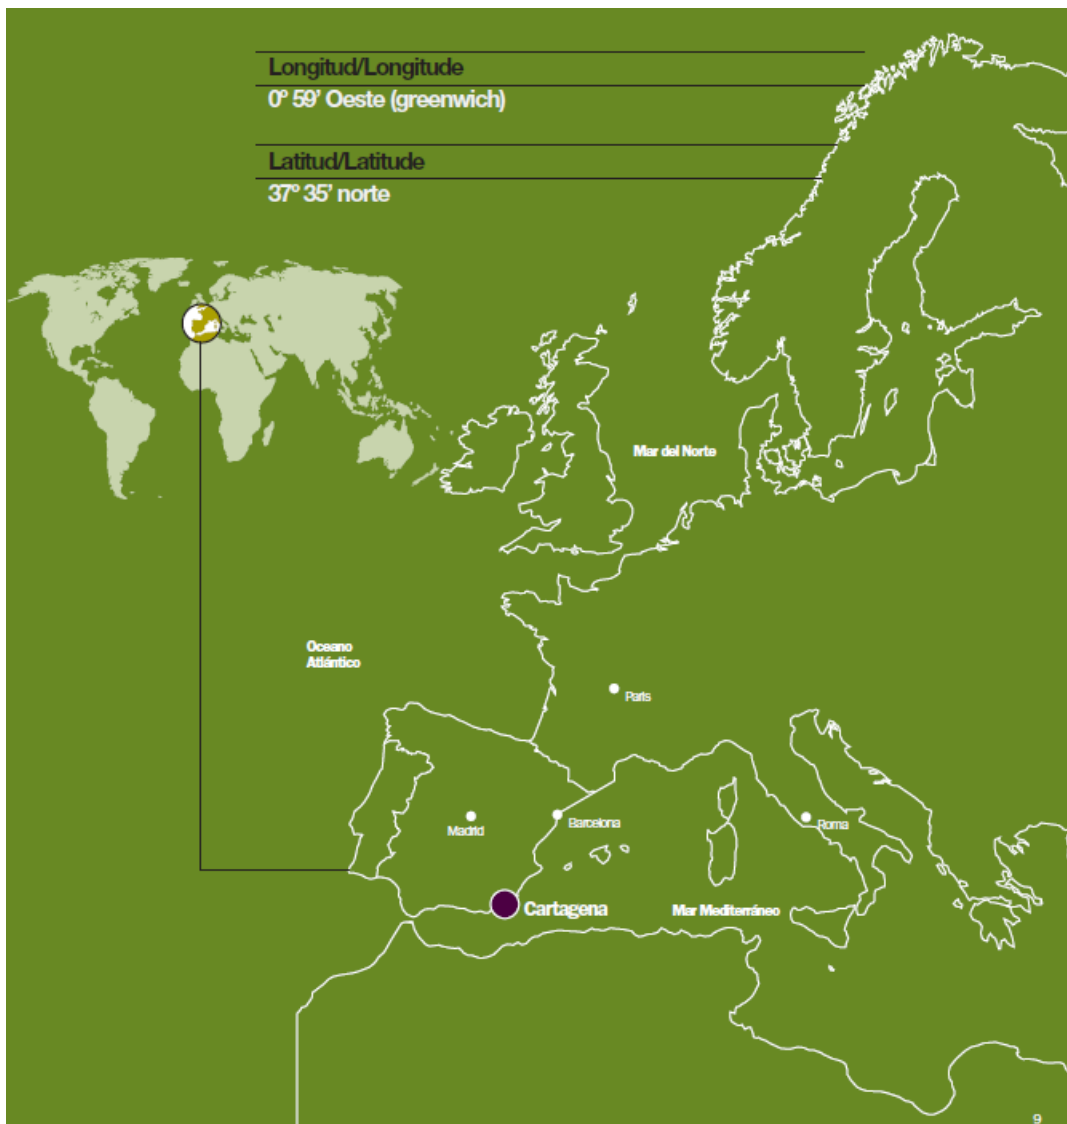 Longitud/Longitude
0º 59’ Oeste (greenwich)
Latitud/Latitude
37º 35’ norte
Mar del Norte
Oceano
Atlántico
Paris
Madrid
Barcelona
Roma
Cartagena
Mar Mediterráneo
9